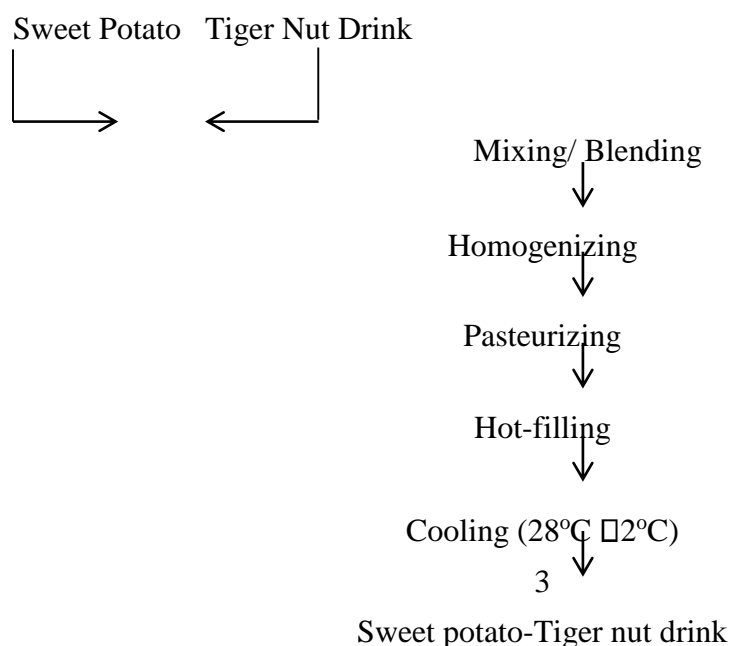 Sweet Potato Tiger Nut Drink
Mixing/ Blending
Homogenizing
Pasteurizing
Hot-filling
Cooling (28ºC □2ºC)
3
Sweet potato-Tiger nut drink